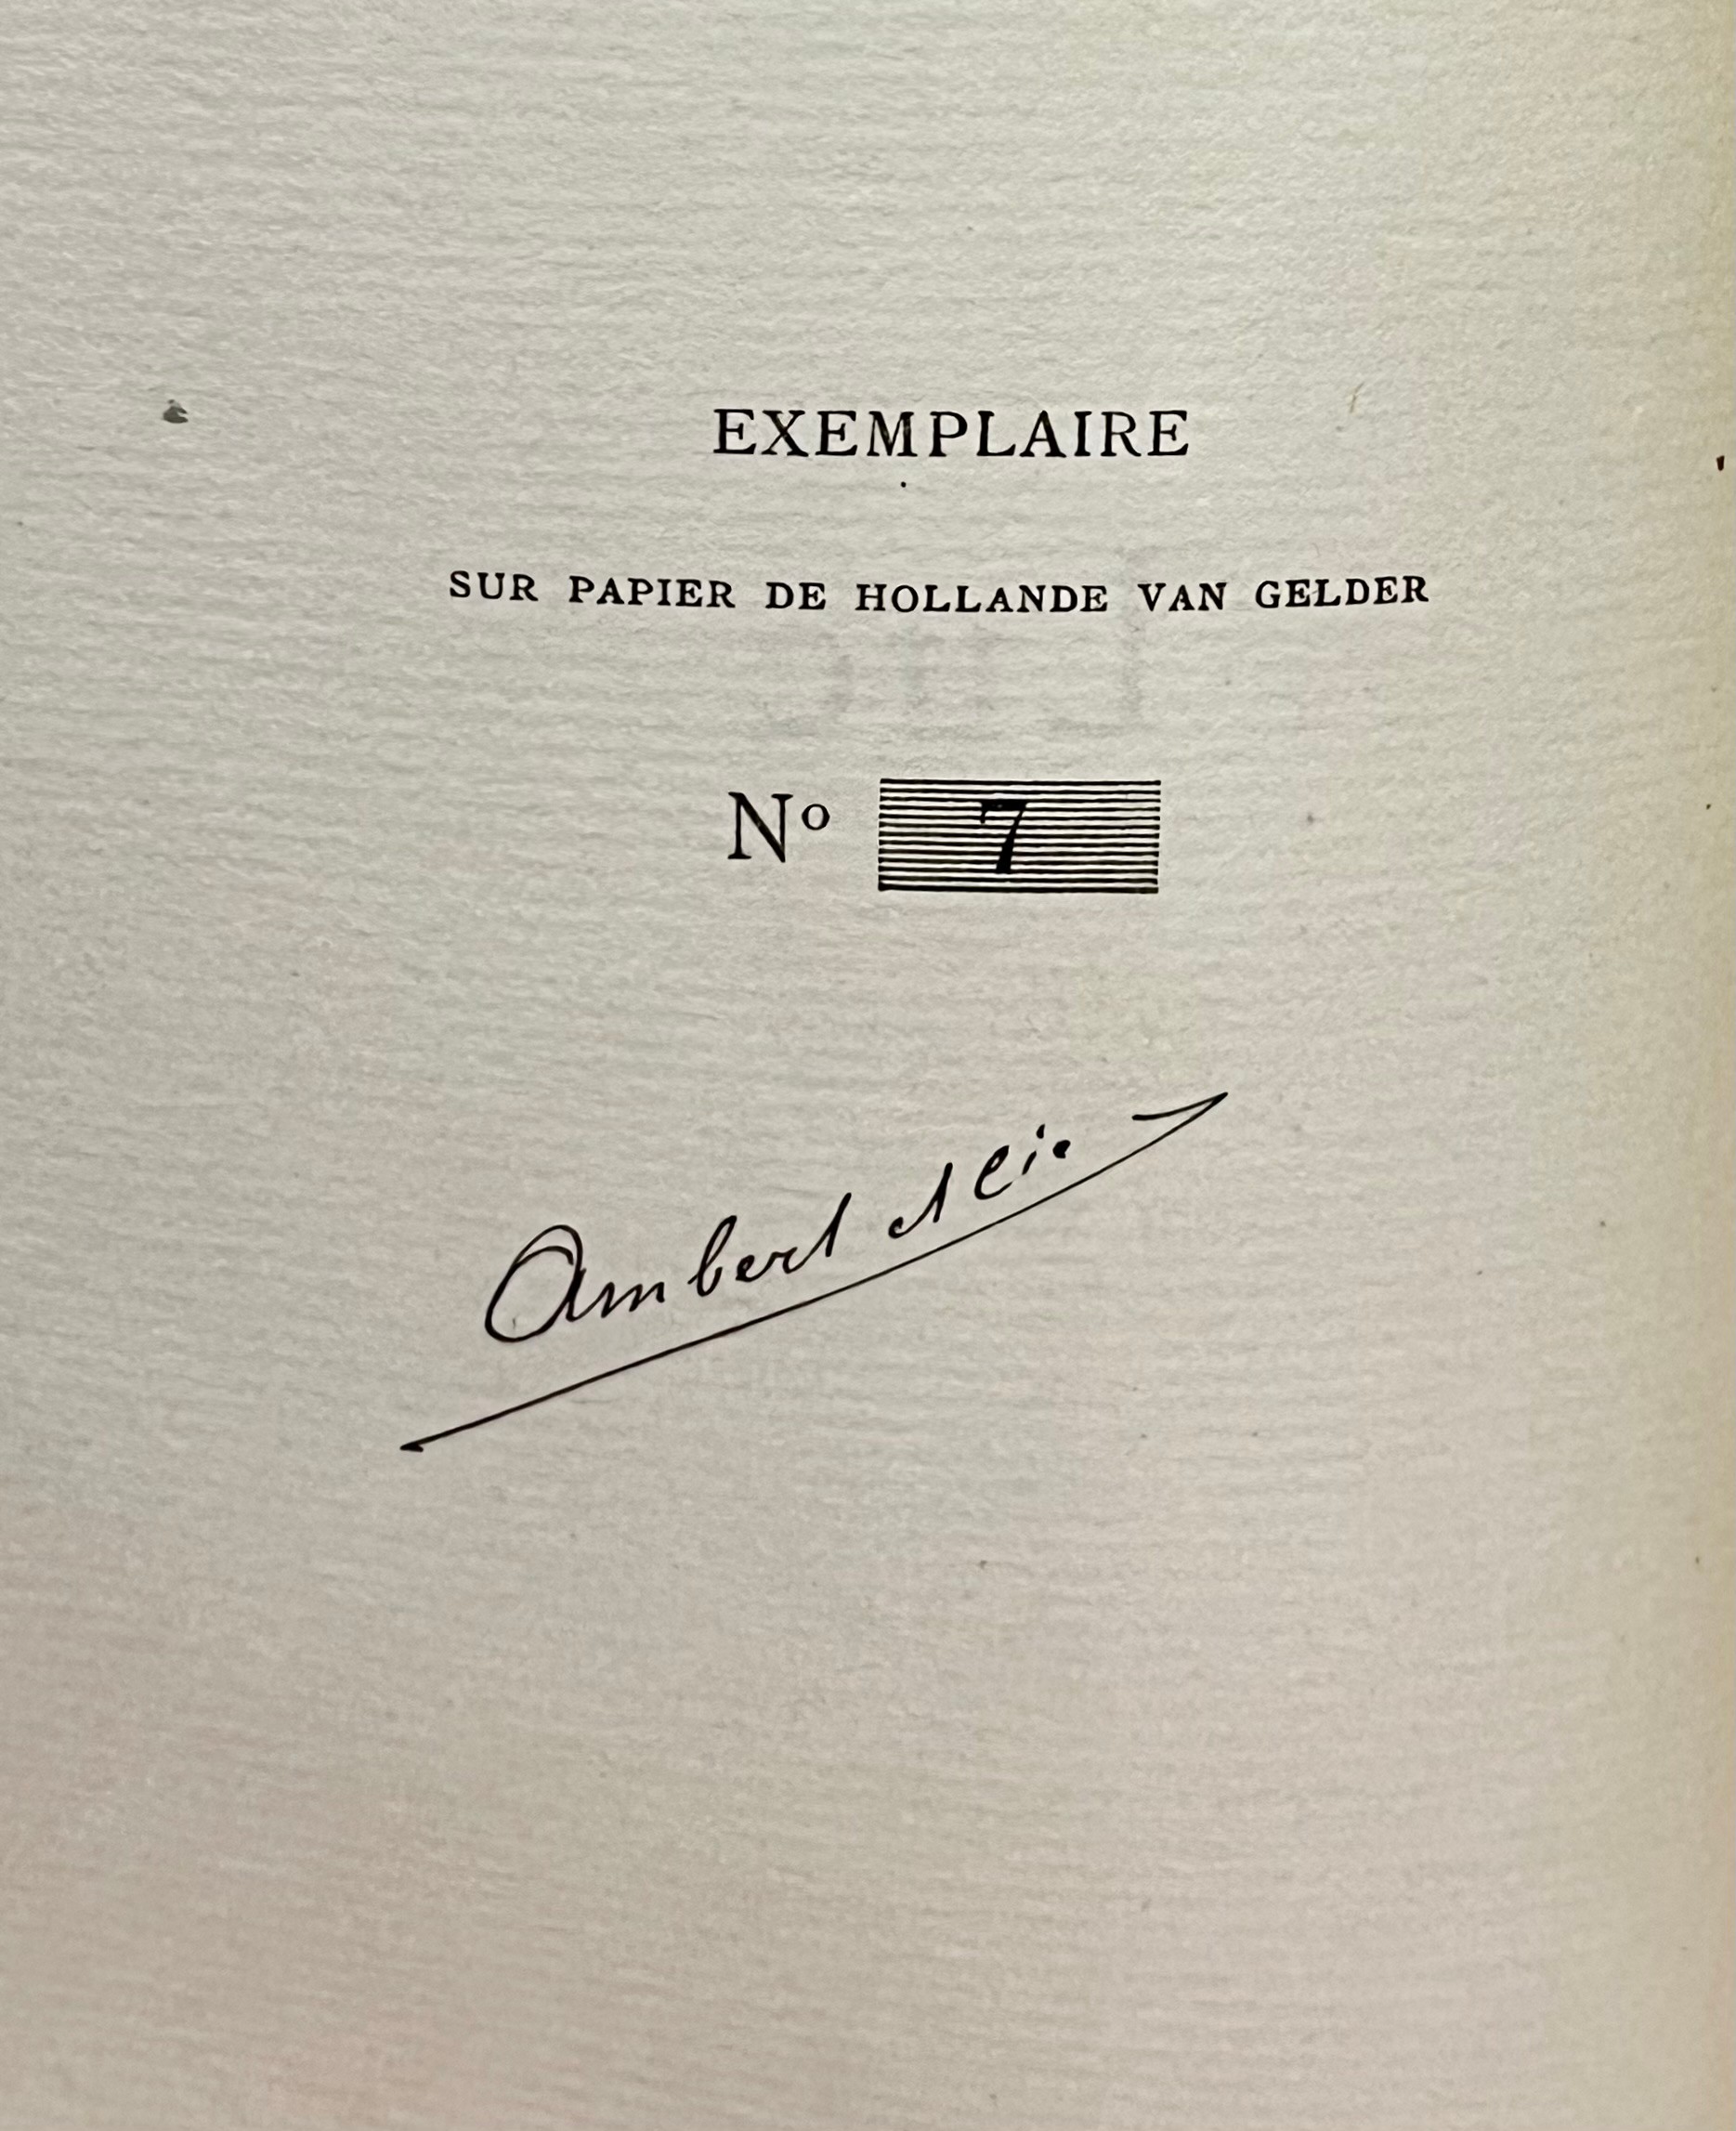 EXEMPLAIRE
SUR PAPIER DE HOLLANDE VAN GELDER
Nº 7
Ambert et Cie.